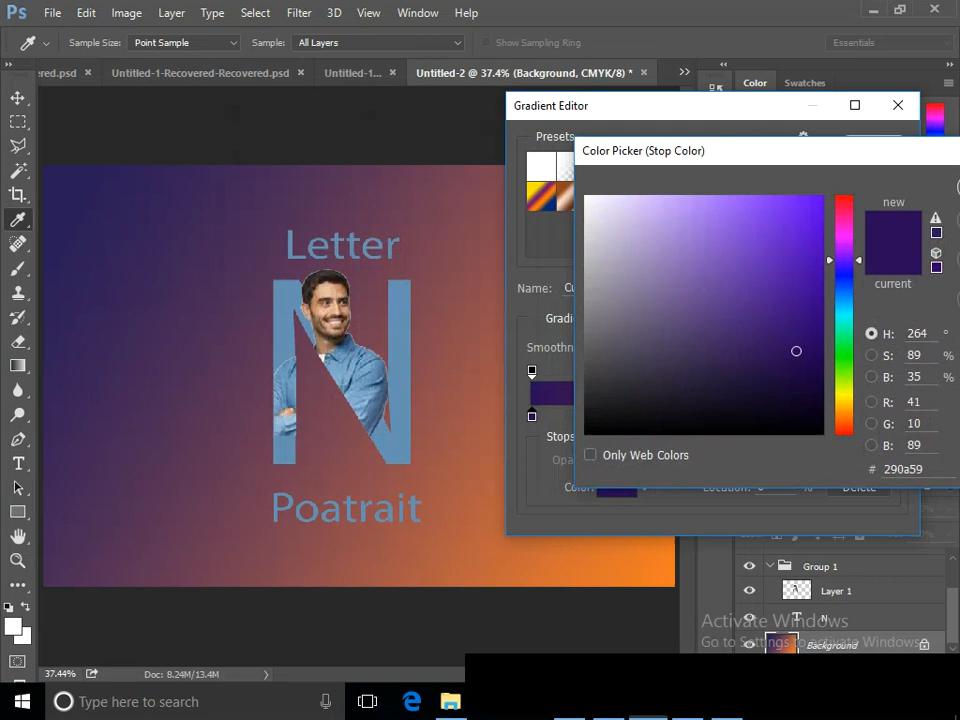 Ps File Edit Image Layer Type Select Filter 3D View Window Help
Sample Size: Point Sample Sample: All Layers Show Sampling Ring Essentials
ered.psd × Untitled-1-Recovered-Recovered.psd × Untitled-1... × Untitled-2 @ 37.4% (Background, CMYK/8) * ×
Color Swatches
Gradient Editor
Presets
Color Picker (Stop Color)
new
current
Name:
Smoothn
Stops
Color:
Location:
%
Delete
H: 264 °
S: 89 %
B: 35 %
R: 41
G: 10
B: 89
# 290a59
Only Web Colors
Letter
N
Poatrait
Group 1
Layer 1
T N
Background
Activate Windows
Go to Settings to activate Windows.
37.44% Doc: 8.24M/13.4M
Type here to search